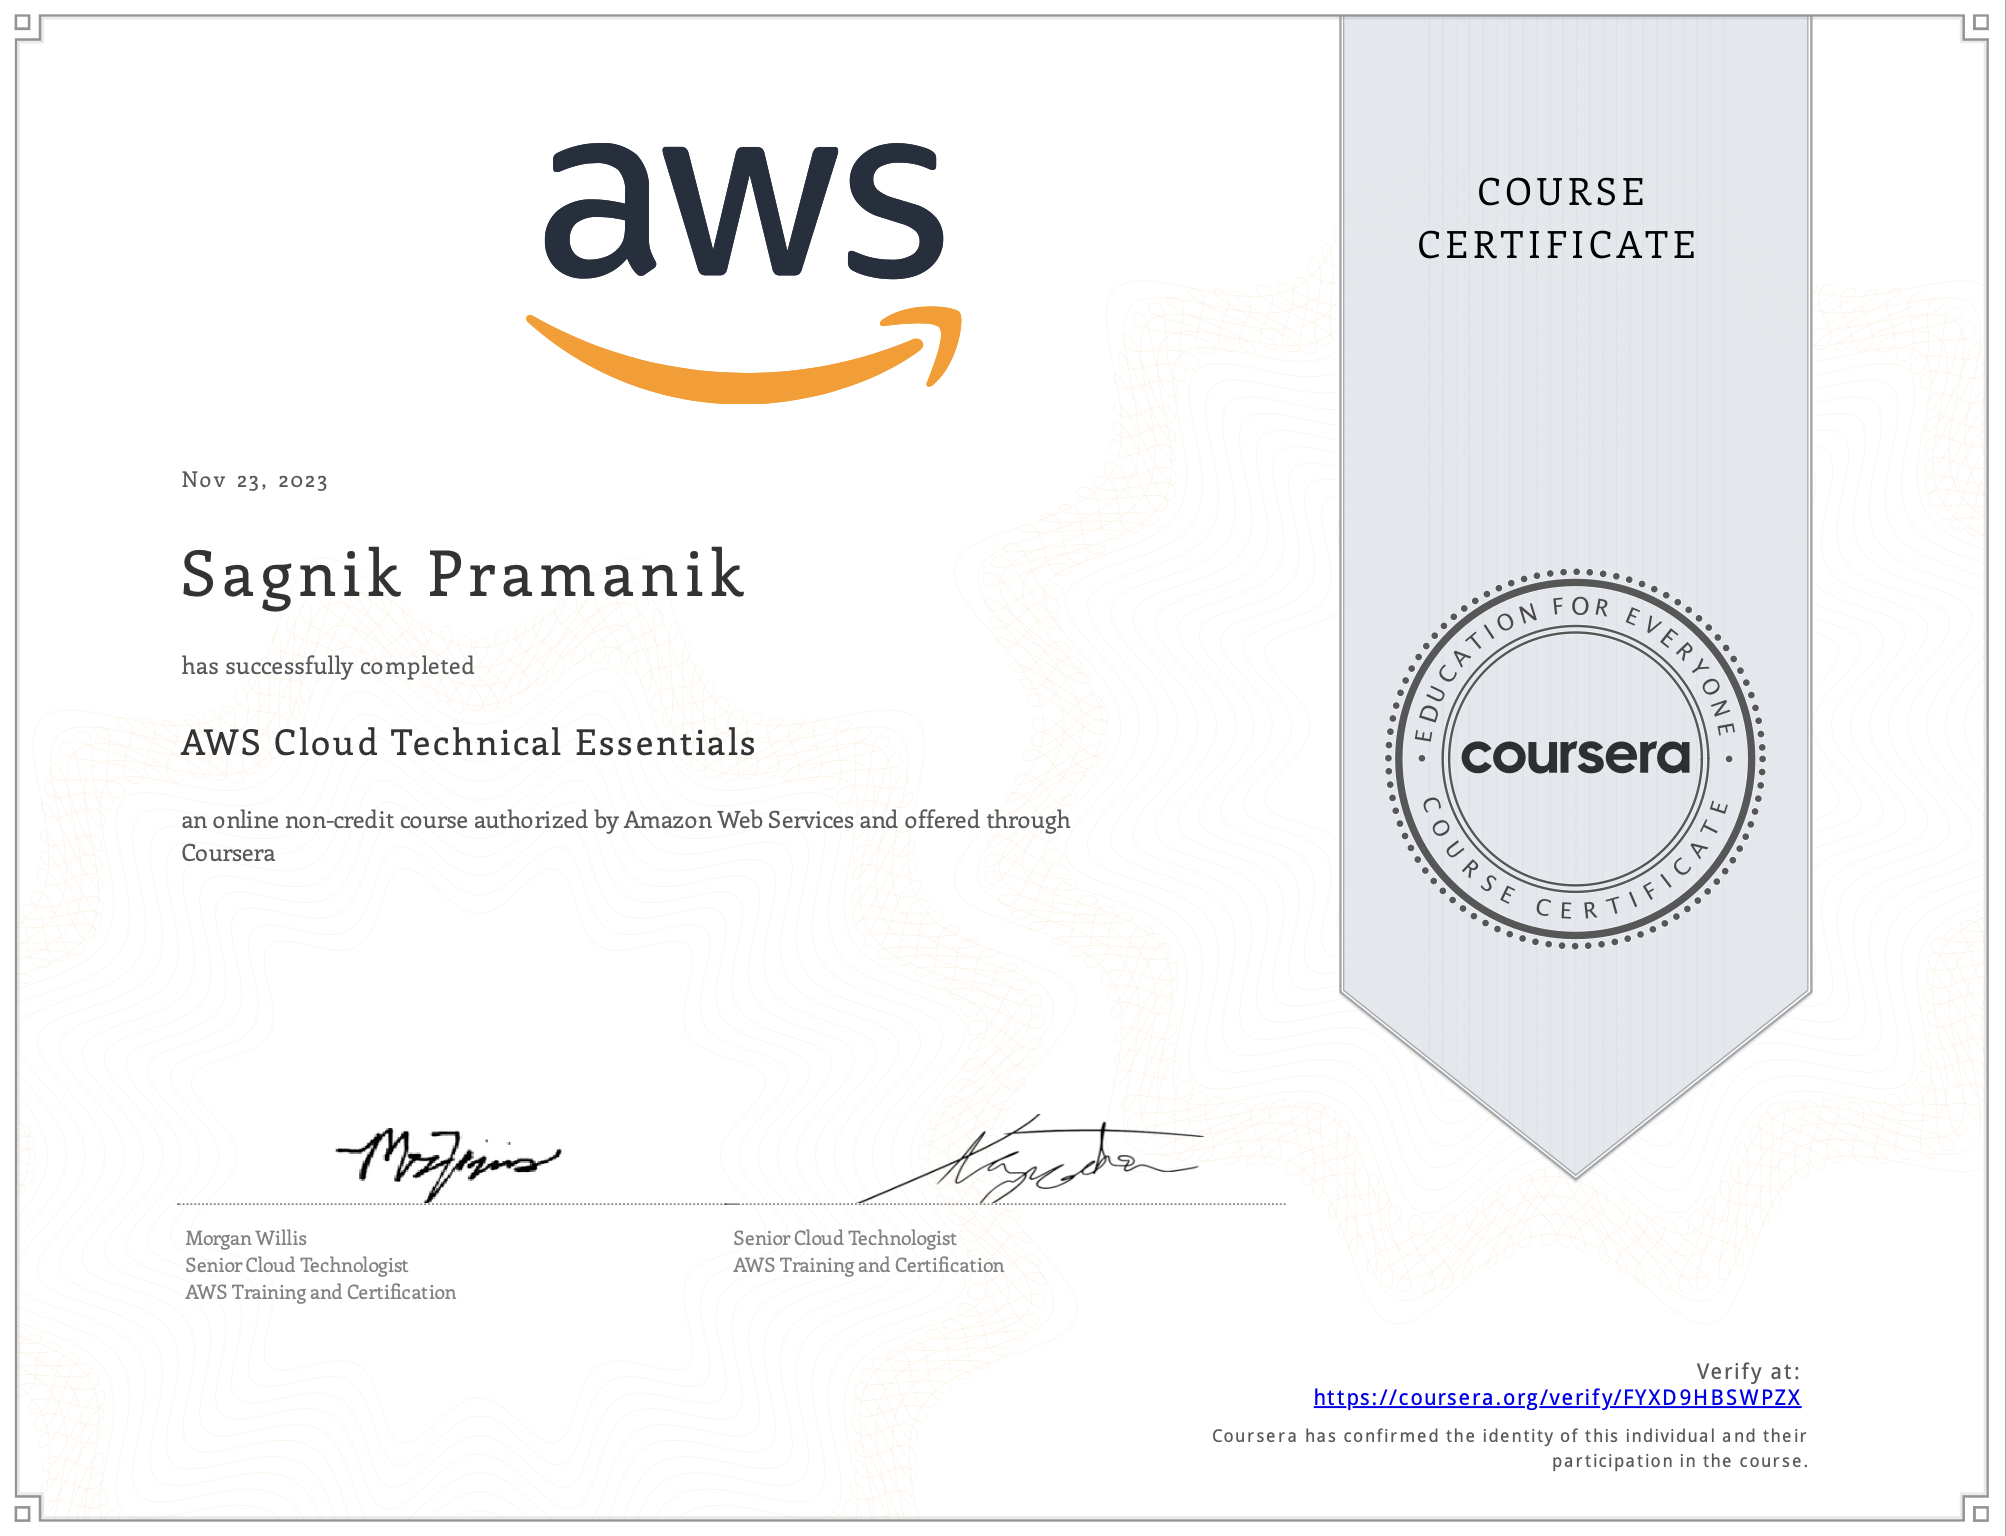 aws
COURSE
CERTIFICATE
Nov 23, 2023
Sagnik Pramanik
has successfully completed
AWS Cloud Technical Essentials
an online non-credit course authorized by Amazon Web Services and offered through
Coursera
EDUCATION FOR EVERYONE
coursera
COURSE CERTIFICATE
Morgan Willis
Senior Cloud Technologist
AWS Training and Certification
Senior Cloud Technologist
AWS Training and Certification
Verify at:
https://coursera.org/verify/FYXD9HBSWPZX
Coursera has confirmed the identity of this individual and their
participation in the course.